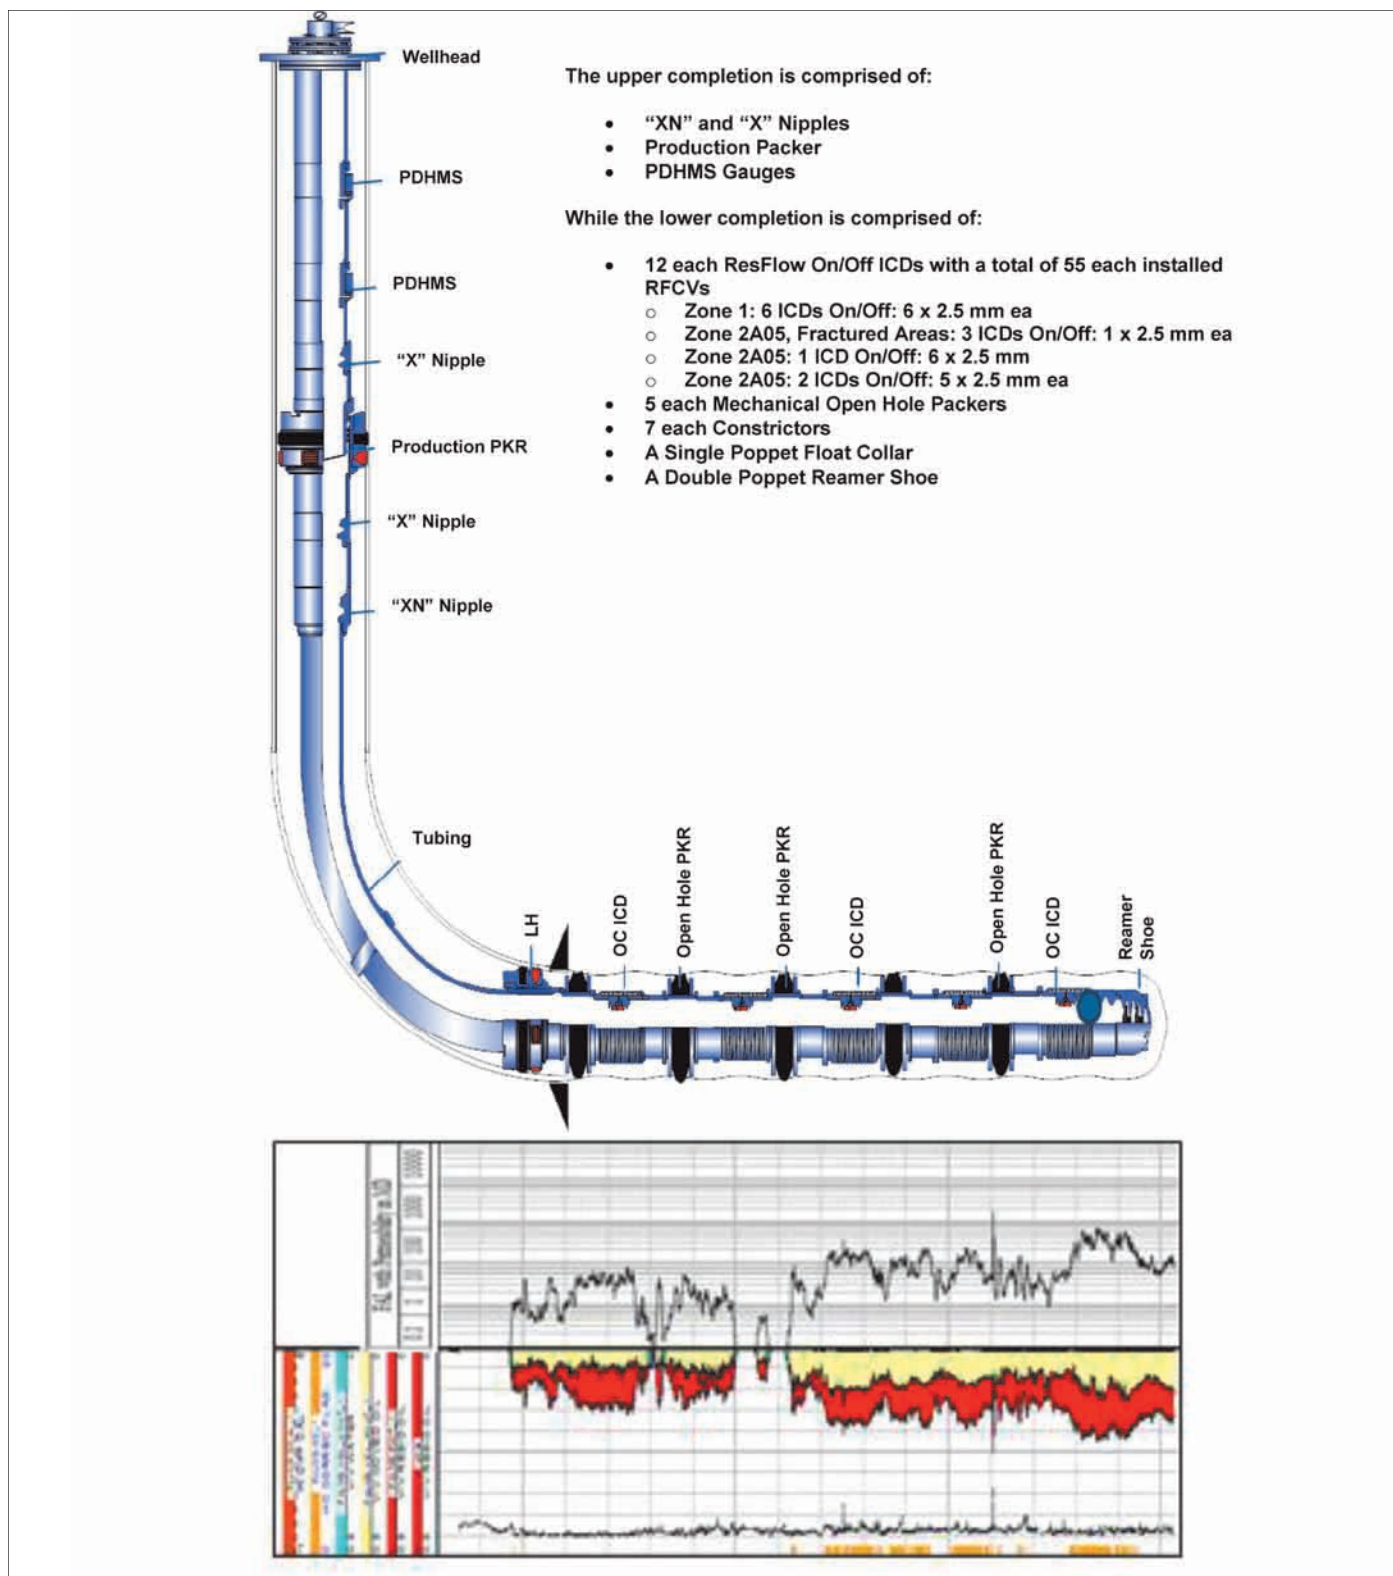 Wellhead
The upper completion is comprised of:
• “XN” and “X” Nipples
• Production Packer
• PDHMS Gauges
While the lower completion is comprised of:
• 12 each ResFlow On/Off ICDs with a total of 55 each installed
RFCVs
o Zone 1: 6 ICDs On/Off: 6 x 2.5 mm ea
o Zone 2A05, Fractured Areas: 3 ICDs On/Off: 1 x 2.5 mm ea
o Zone 2A05: 1 ICD On/Off: 6 x 2.5 mm
o Zone 2A05: 2 ICDs On/Off: 5 x 2.5 mm ea
• 5 each Mechanical Open Hole Packers
• 7 each Constrictors
• A Single Poppet Float Collar
• A Double Poppet Reamer Shoe
PDHMS
PDHMS
“X” Nipple
Production PKR
“X” Nipple
“XN” Nipple
Tubing
LH
OC ICD
Open Hole PKR
Open Hole PKR
OC ICD
Open Hole PKR
OC ICD
Reamer
Shoe